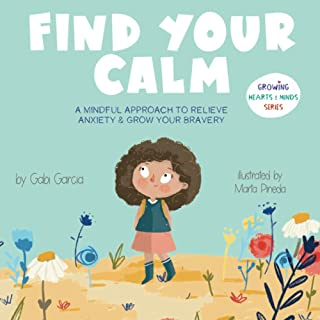 FIND YOUR
CALM
A MINDFUL APPROACH TO RELIEVE
ANXIETY & GROW YOUR BRAVERY
GROWING
HEARTS & MINDS
SERIES
by Gabi Garcia
illustrated by
Marta Pineda